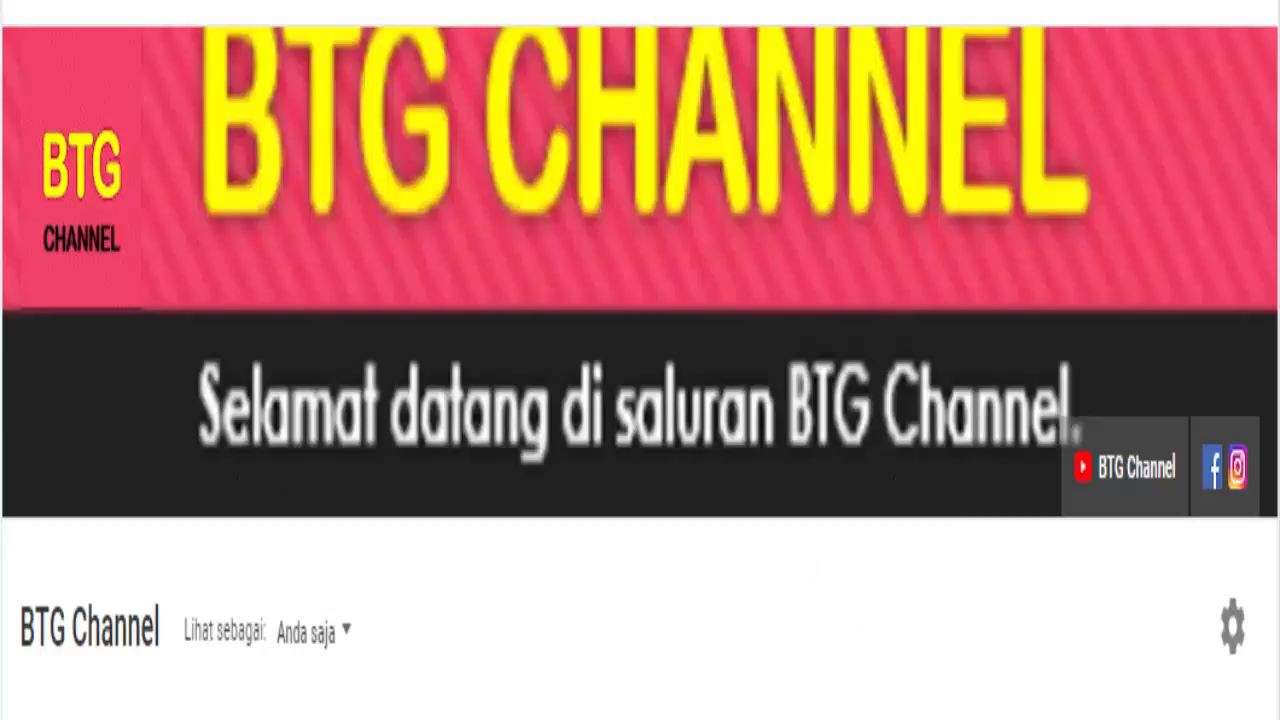 BTG CHANNEL
BTG
CHANNEL
Selamat datang di saluran BTG Channel.
BTG Channel
BTG Channel Lihat sebagai: Anda saja